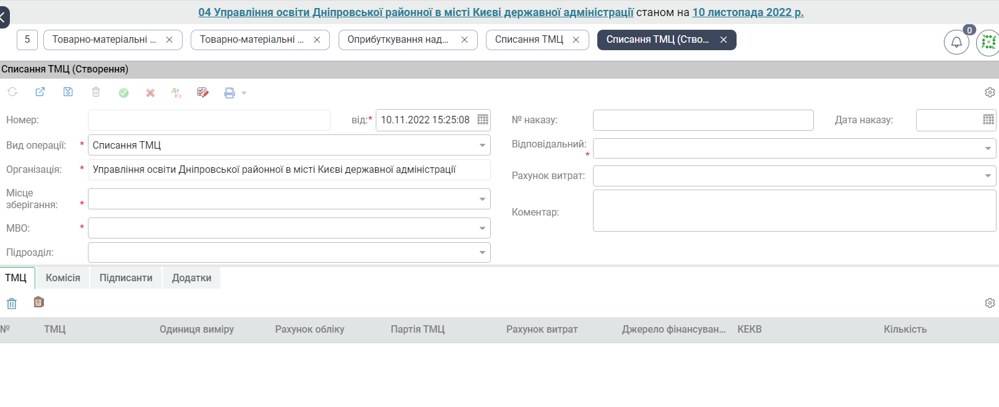 04 Управління освіти Дніпровської районної в місті Києві державної адміністрації станом на 10 листопада 2022 р.
5 Товарно-матеріальні ... Товарно-матеріальні ... Оприбуткування над... Списання ТМЦ Списання ТМЦ (Ство... 0
Списання ТМЦ (Створення)
Дт
Кт
Номер: від:* 10.11.2022 15:25:08 № наказу: Дата наказу:
Вид операції: * Списання ТМЦ Відповідальний: *
Організація: * Управління освіти Дніпровської районної в місті Києві державної адміністрації Рахунок витрат:
Місце
зберігання: *
Коментар:
МВО: *
Підрозділ:
ТМЦ Комісія Підписанти Додатки
№ ТМЦ Одиниця виміру Рахунок обліку Партія ТМЦ Рахунок витрат Джерело фінансуван... КЕКВ Кількість